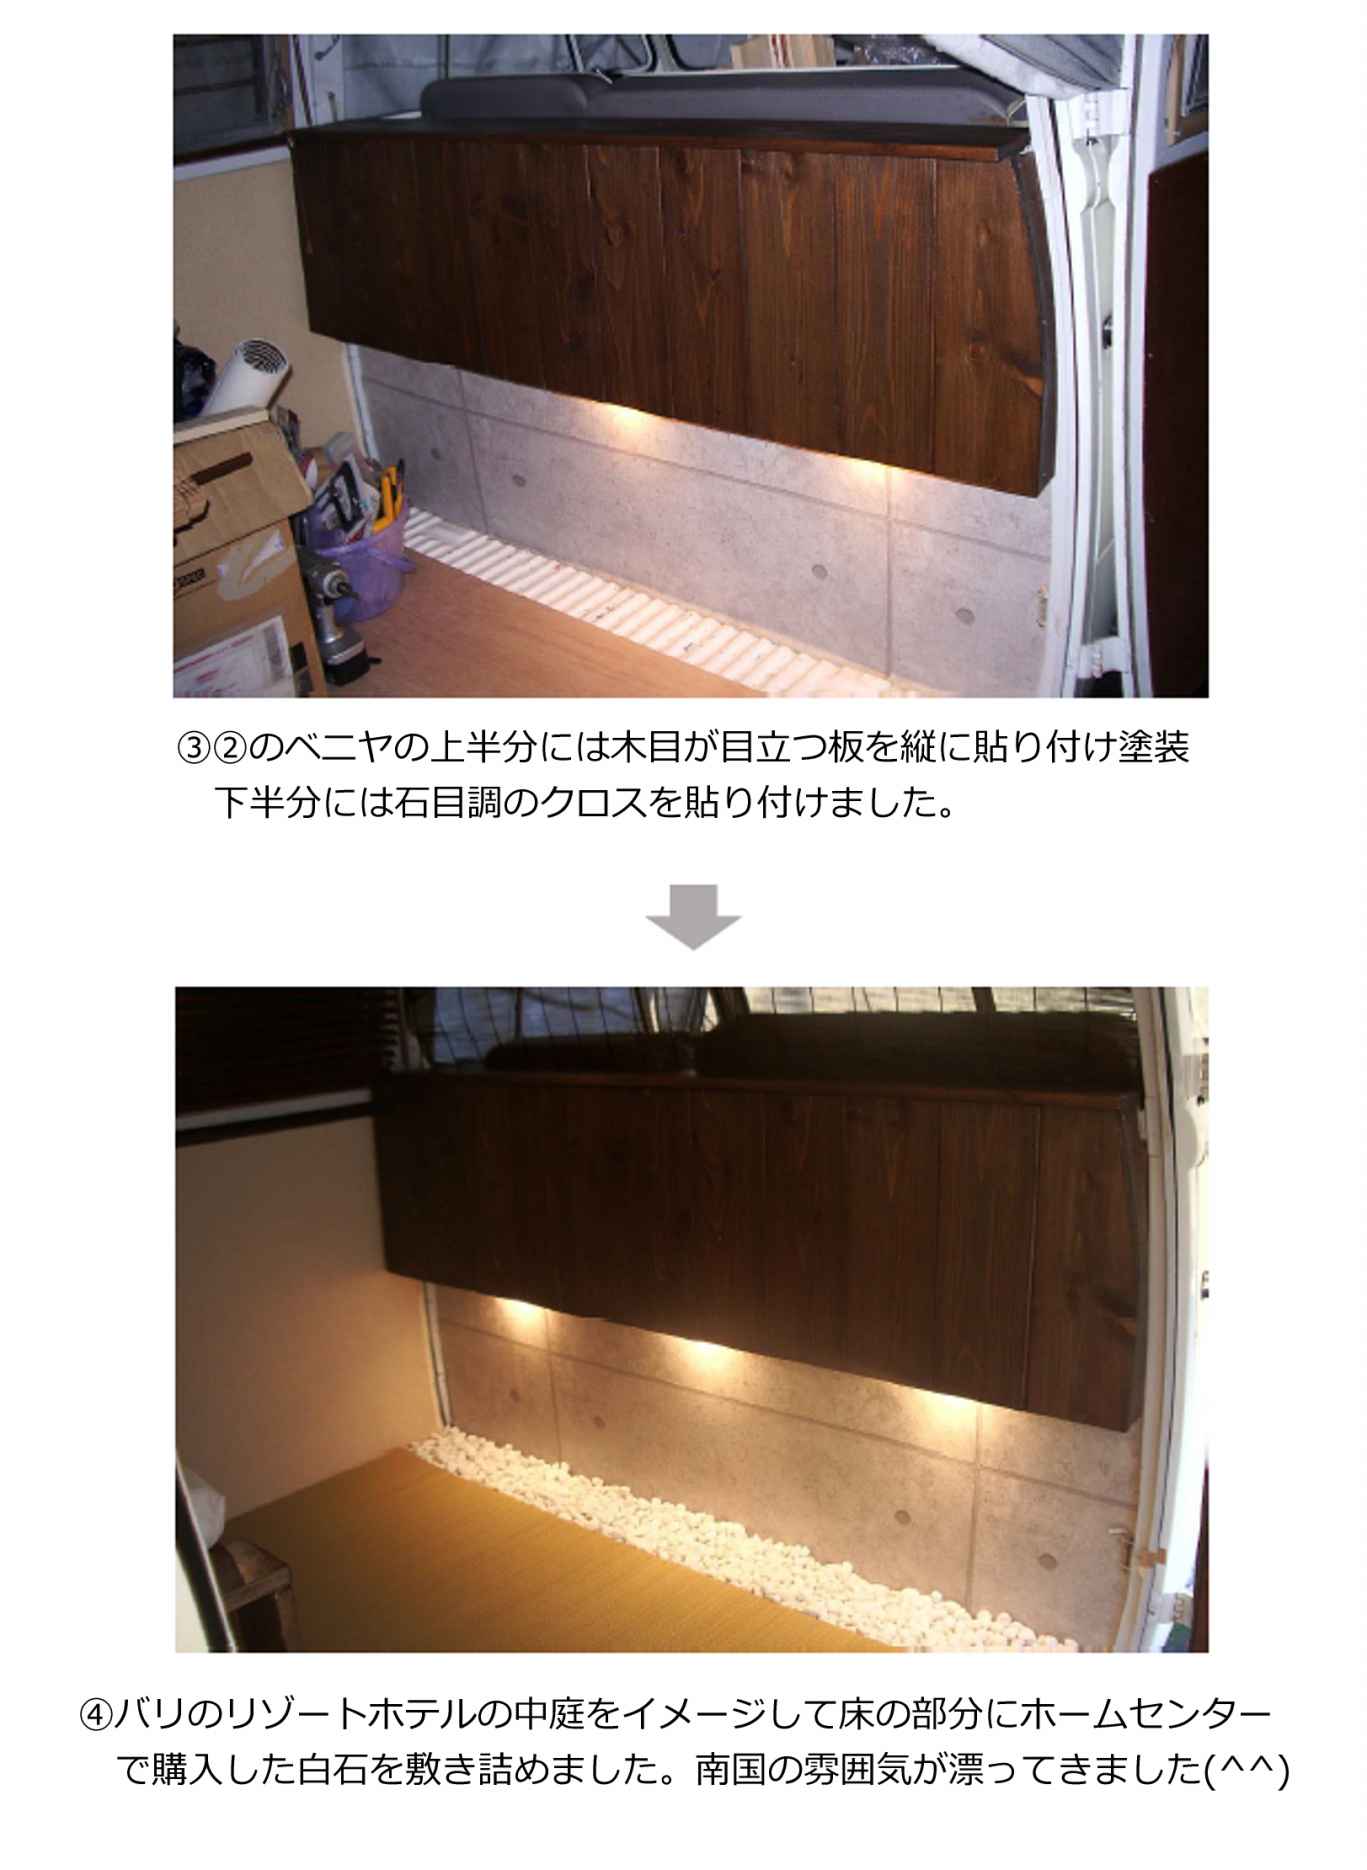 ③②のベニヤの上半分には木目が目立つ板を縦に貼り付け塗装
下半分には石目調のクロスを貼り付けました。
④バリのリゾートホテルの中庭をイメージして床の部分にホームセンター
で購入した白石を敷き詰めました。南国の雰囲気が漂ってきました(^^)